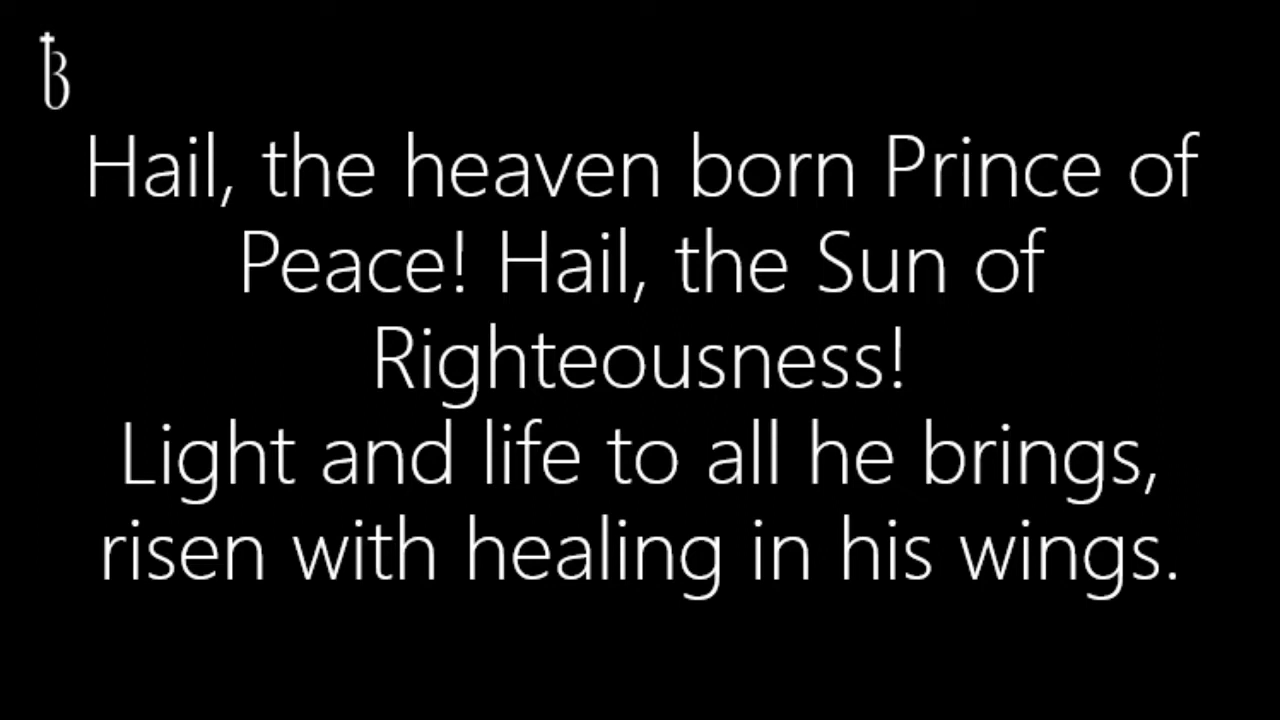 B
Hail, the heaven born Prince of
Peace! Hail, the Sun of
Righteousness!
Light and life to all he brings,
risen with healing in his wings.